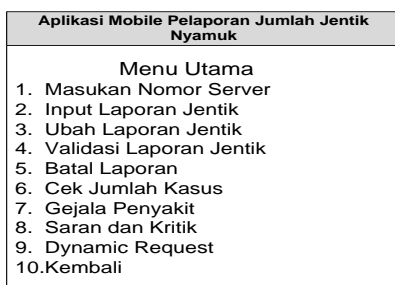 Aplikasi Mobile Pelaporan Jumlah Jentik
Nyamuk
Menu Utama
1. Masukan Nomor Server
2. Input Laporan Jentik
3. Ubah Laporan Jentik
4. Validasi Laporan Jentik
5. Batal Laporan
6. Cek Jumlah Kasus
7. Gejala Penyakit
8. Saran dan Kritik
9. Dynamic Request
10.Kembali